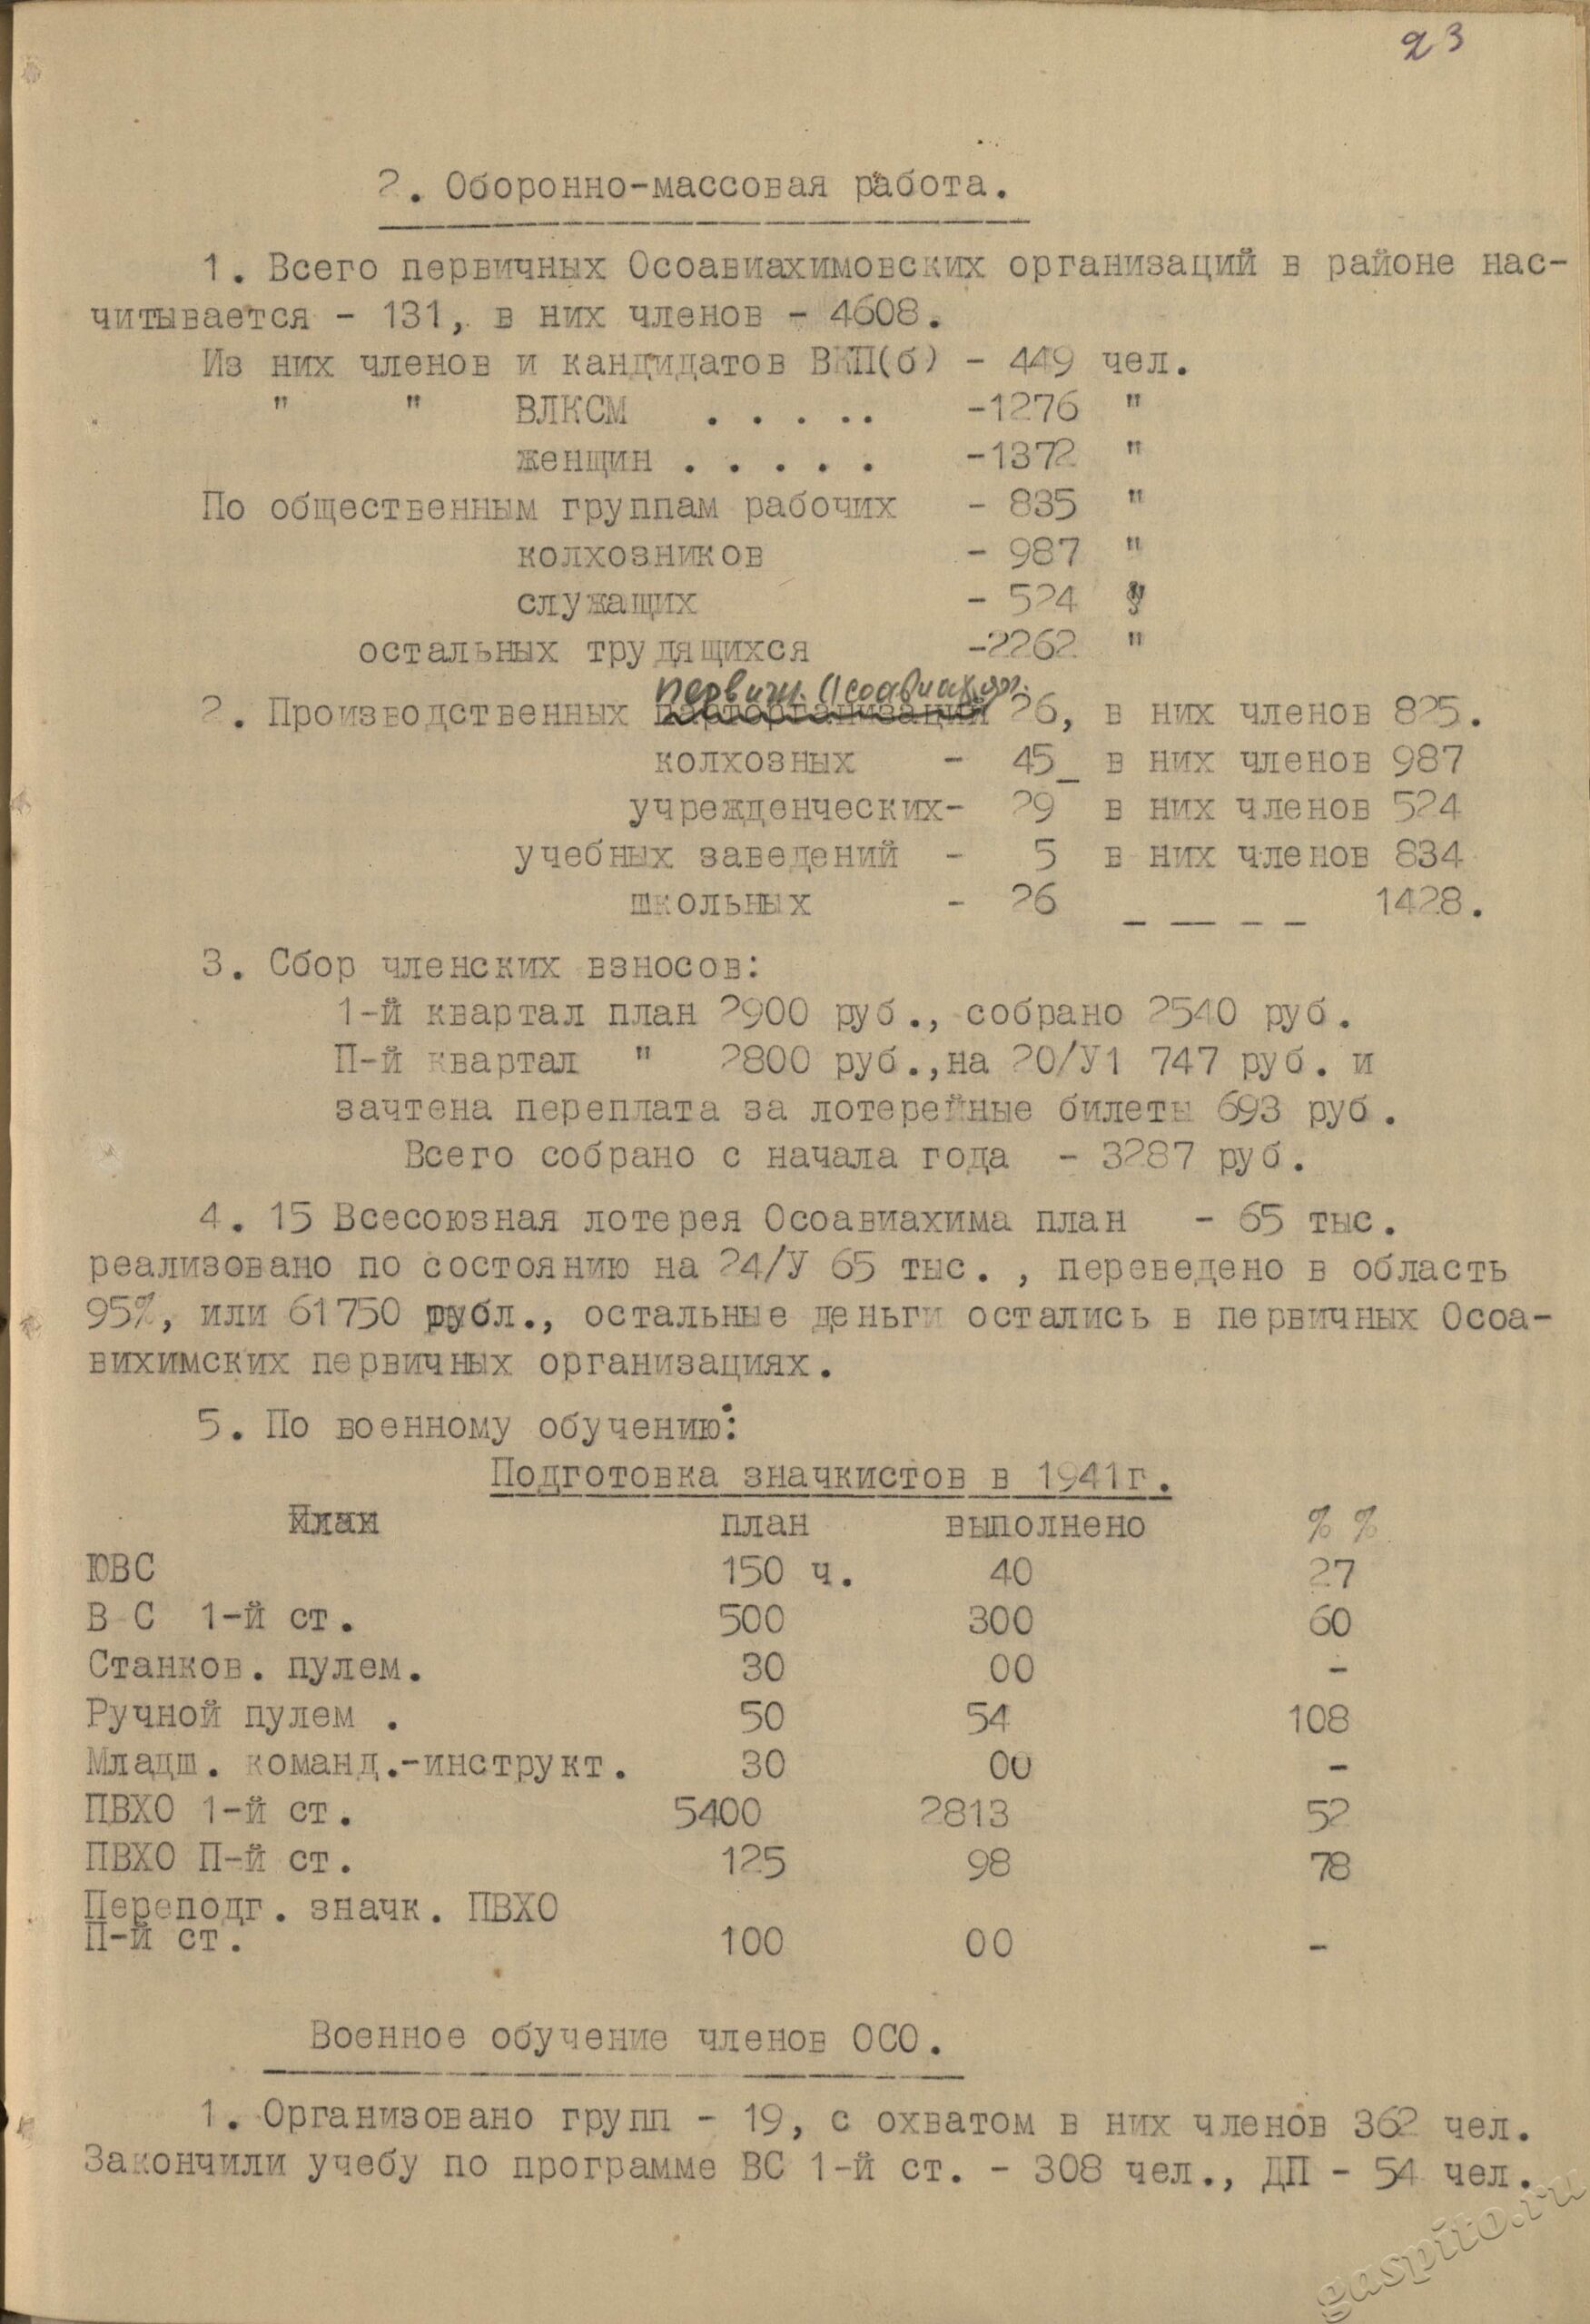 23
2. Оборонно-массовая работа.
1. Всего первичных Осоавиахимовских организаций в районе нас-
читывается - 131, в них членов - 4608.
Из них членов и кандидатов ВКП(б) - 449 чел.
" " ВЛКСМ . . . . . -1276 "
женщин . . . . . -1372 "
По общественным группам рабочих - 835 "
колхозников - 987 "
служащих - 524 "
остальных трудящихся -2262 "
первичн. Осоавиах.орг.
2. Производственных парторганизаций 26, в них членов 825.
колхозных - 45_ в них членов 987
учрежденческих- 29 в них членов 524
учебных заведений - 5 в них членов 834
школьных - 26 _ _ _ _ 1428.
3. Сбор членских взносов:
1-й квартал план 2900 руб., собрано 2540 руб.
П-й квартал " 2800 руб.,на 20/У1 747 руб. и
зачтена переплата за лотерейные билеты 693 руб.
Всего собрано с начала года - 3287 руб.
4. 15 Всесоюзная лотерея Осоавиахима план - 65 тыс.
реализовано по состоянию на 24/У 65 тыс. , переведено в область
95%, или 61750 рубл., остальные деньги остались в первичных Осоа-
вихимских первичных организациях.
5. По военному обучению:
Подготовка значкистов в 1941г.
План план выполнено % %
ЮВС 150 ч. 40 27
В С 1-й ст. 500 300 60
Станков. пулем. 30 00 -
Ручной пулем . 50 54 108
Младш. команд.-инструкт. 30 00 -
ПВХО 1-й ст. 5400 2813 52
ПВХО П-й ст. 125 98 78
Переподг. значк. ПВХО
П-й ст. 100 00 -
Военное обучение членов ОСО.
1. Организовано групп - 19, с охватом в них членов 362 чел.
Закончили учебу по программе ВС 1-й ст. - 308 чел., ДП - 54 чел.
gaspito.ru